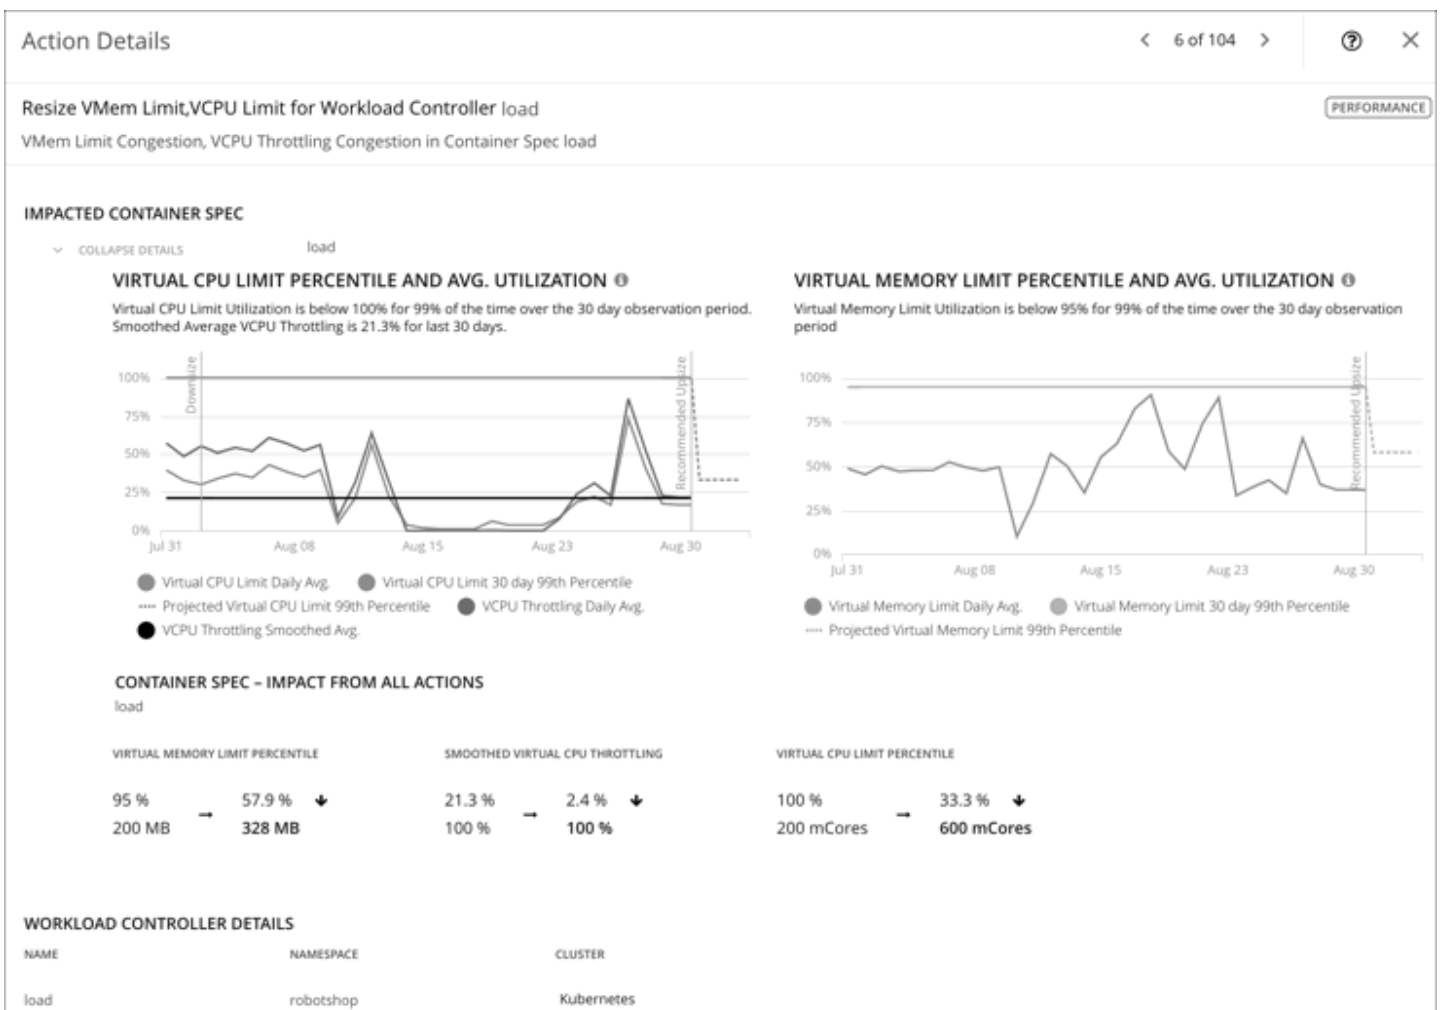 Action Details
6 of 104
Resize VMem Limit,VCPU Limit for Workload Controller load
PERFORMANCE
VMem Limit Congestion, VCPU Throttling Congestion in Container Spec load
IMPACTED CONTAINER SPEC
COLLAPSE DETAILS
load
VIRTUAL CPU LIMIT PERCENTILE AND AVG. UTILIZATION
Virtual CPU Limit Utilization is below 100% for 99% of the time over the 30 day observation period.
Smoothed Average VCPU Throttling is 21.3% for last 30 days.
100%
75%
50%
25%
0%
Downsize
Recommended Upsize
Jul 31
Aug 08
Aug 15
Aug 23
Aug 30
Virtual CPU Limit Daily Avg.
Virtual CPU Limit 30 day 99th Percentile
Projected Virtual CPU Limit 99th Percentile
VCPU Throttling Daily Avg.
VCPU Throttling Smoothed Avg.
VIRTUAL MEMORY LIMIT PERCENTILE AND AVG. UTILIZATION
Virtual Memory Limit Utilization is below 95% for 99% of the time over the 30 day observation
period
100%
75%
50%
25%
0%
Recommended Upsize
Jul 31
Aug 08
Aug 15
Aug 23
Aug 30
Virtual Memory Limit Daily Avg.
Virtual Memory Limit 30 day 99th Percentile
Projected Virtual Memory Limit 99th Percentile
CONTAINER SPEC – IMPACT FROM ALL ACTIONS
load
VIRTUAL MEMORY LIMIT PERCENTILE
95 %
57.9 %
200 MB
328 MB
SMOOTHED VIRTUAL CPU THROTTLING
21.3 %
2.4 %
100 %
100 %
VIRTUAL CPU LIMIT PERCENTILE
100 %
33.3 %
200 mCores
600 mCores
WORKLOAD CONTROLLER DETAILS
NAME
NAMESPACE
CLUSTER
load
robotshop
Kubernetes